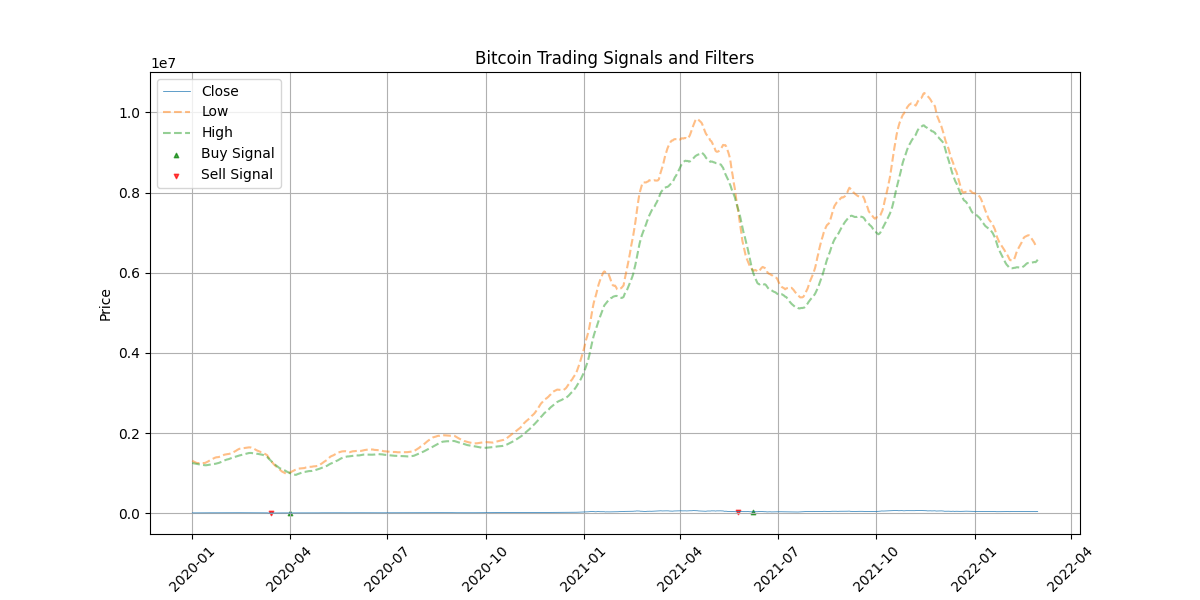 Bitcoin Trading Signals and Filters
1e7
Close
Low
High
Buy Signal
Sell Signal
1.0
0.8
0.6
0.4
0.2
0.0
Price
2020-01
2020-04
2020-07
2020-10
2021-01
2021-04
2021-07
2021-10
2022-01
2022-04